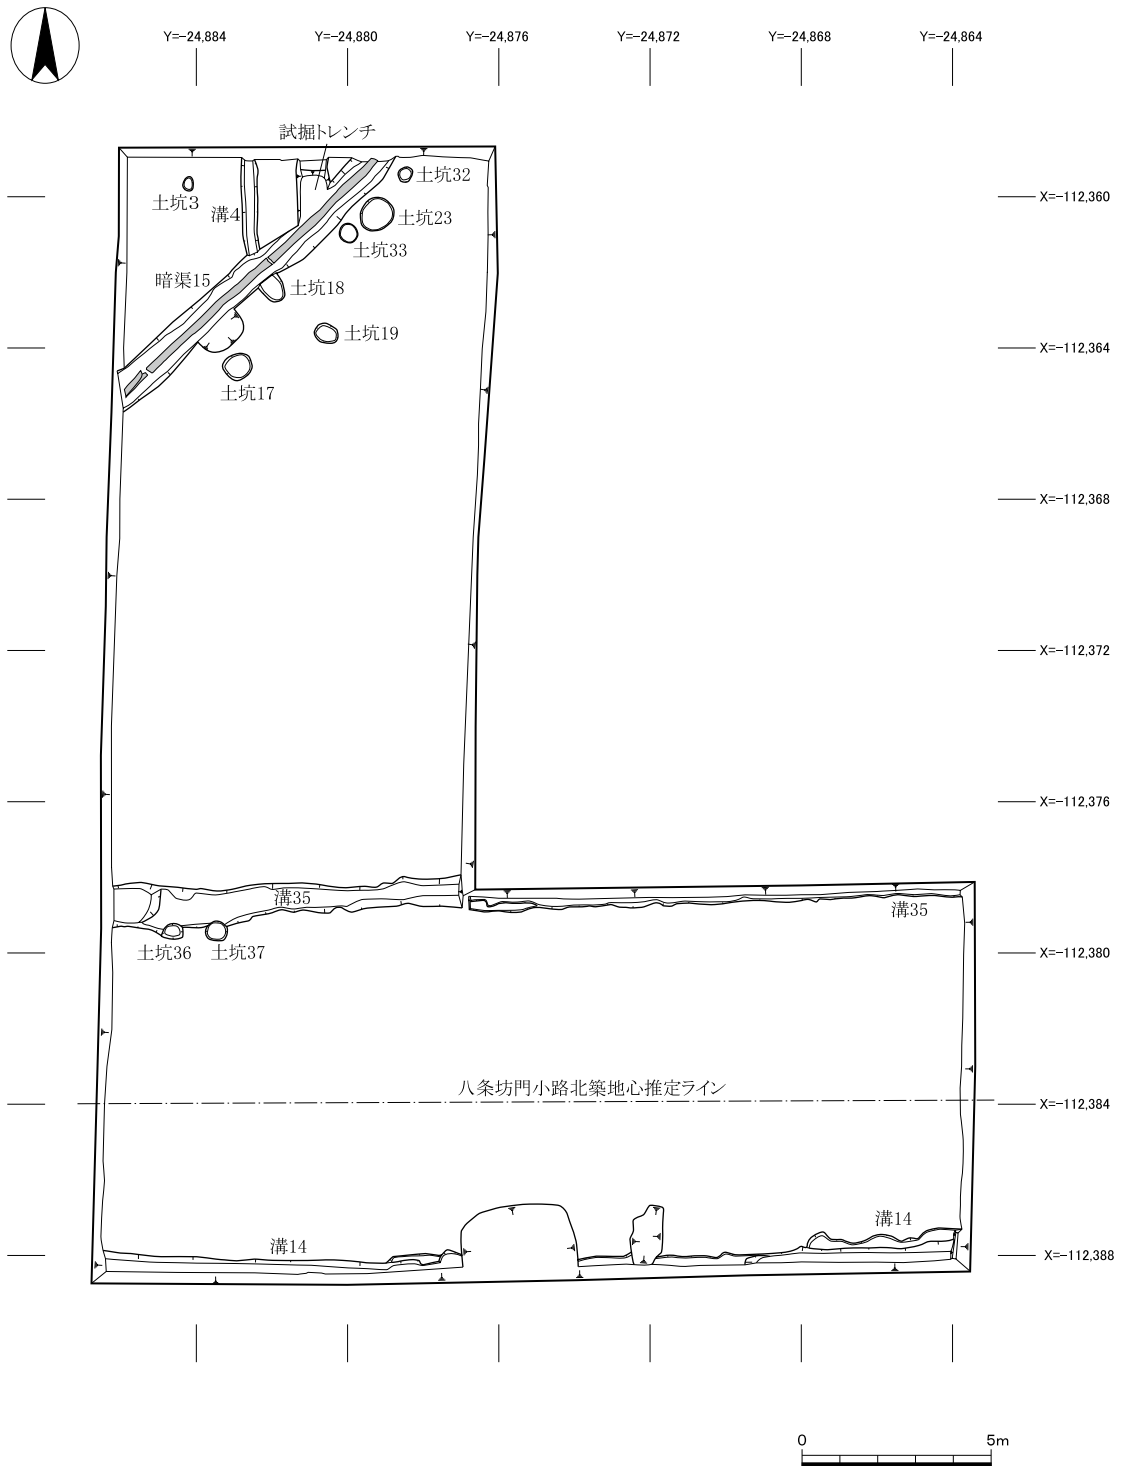 Y=-24,884
Y=-24,880
Y=-24,876
Y=-24,872
Y=-24,868
Y=-24,864
試掘トレンチ
土坑32
土坑3
X=-112,360
溝4
土坑23
土坑33
暗渠15
土坑18
土坑19
X=-112,364
土坑17
X=-112,368
X=-112,372
X=-112,376
溝35
溝35
土坑36
土坑37
X=-112,380
八条坊門小路北築地心推定ライン
X=-112,384
溝14
溝14
X=-112,388
0
5m